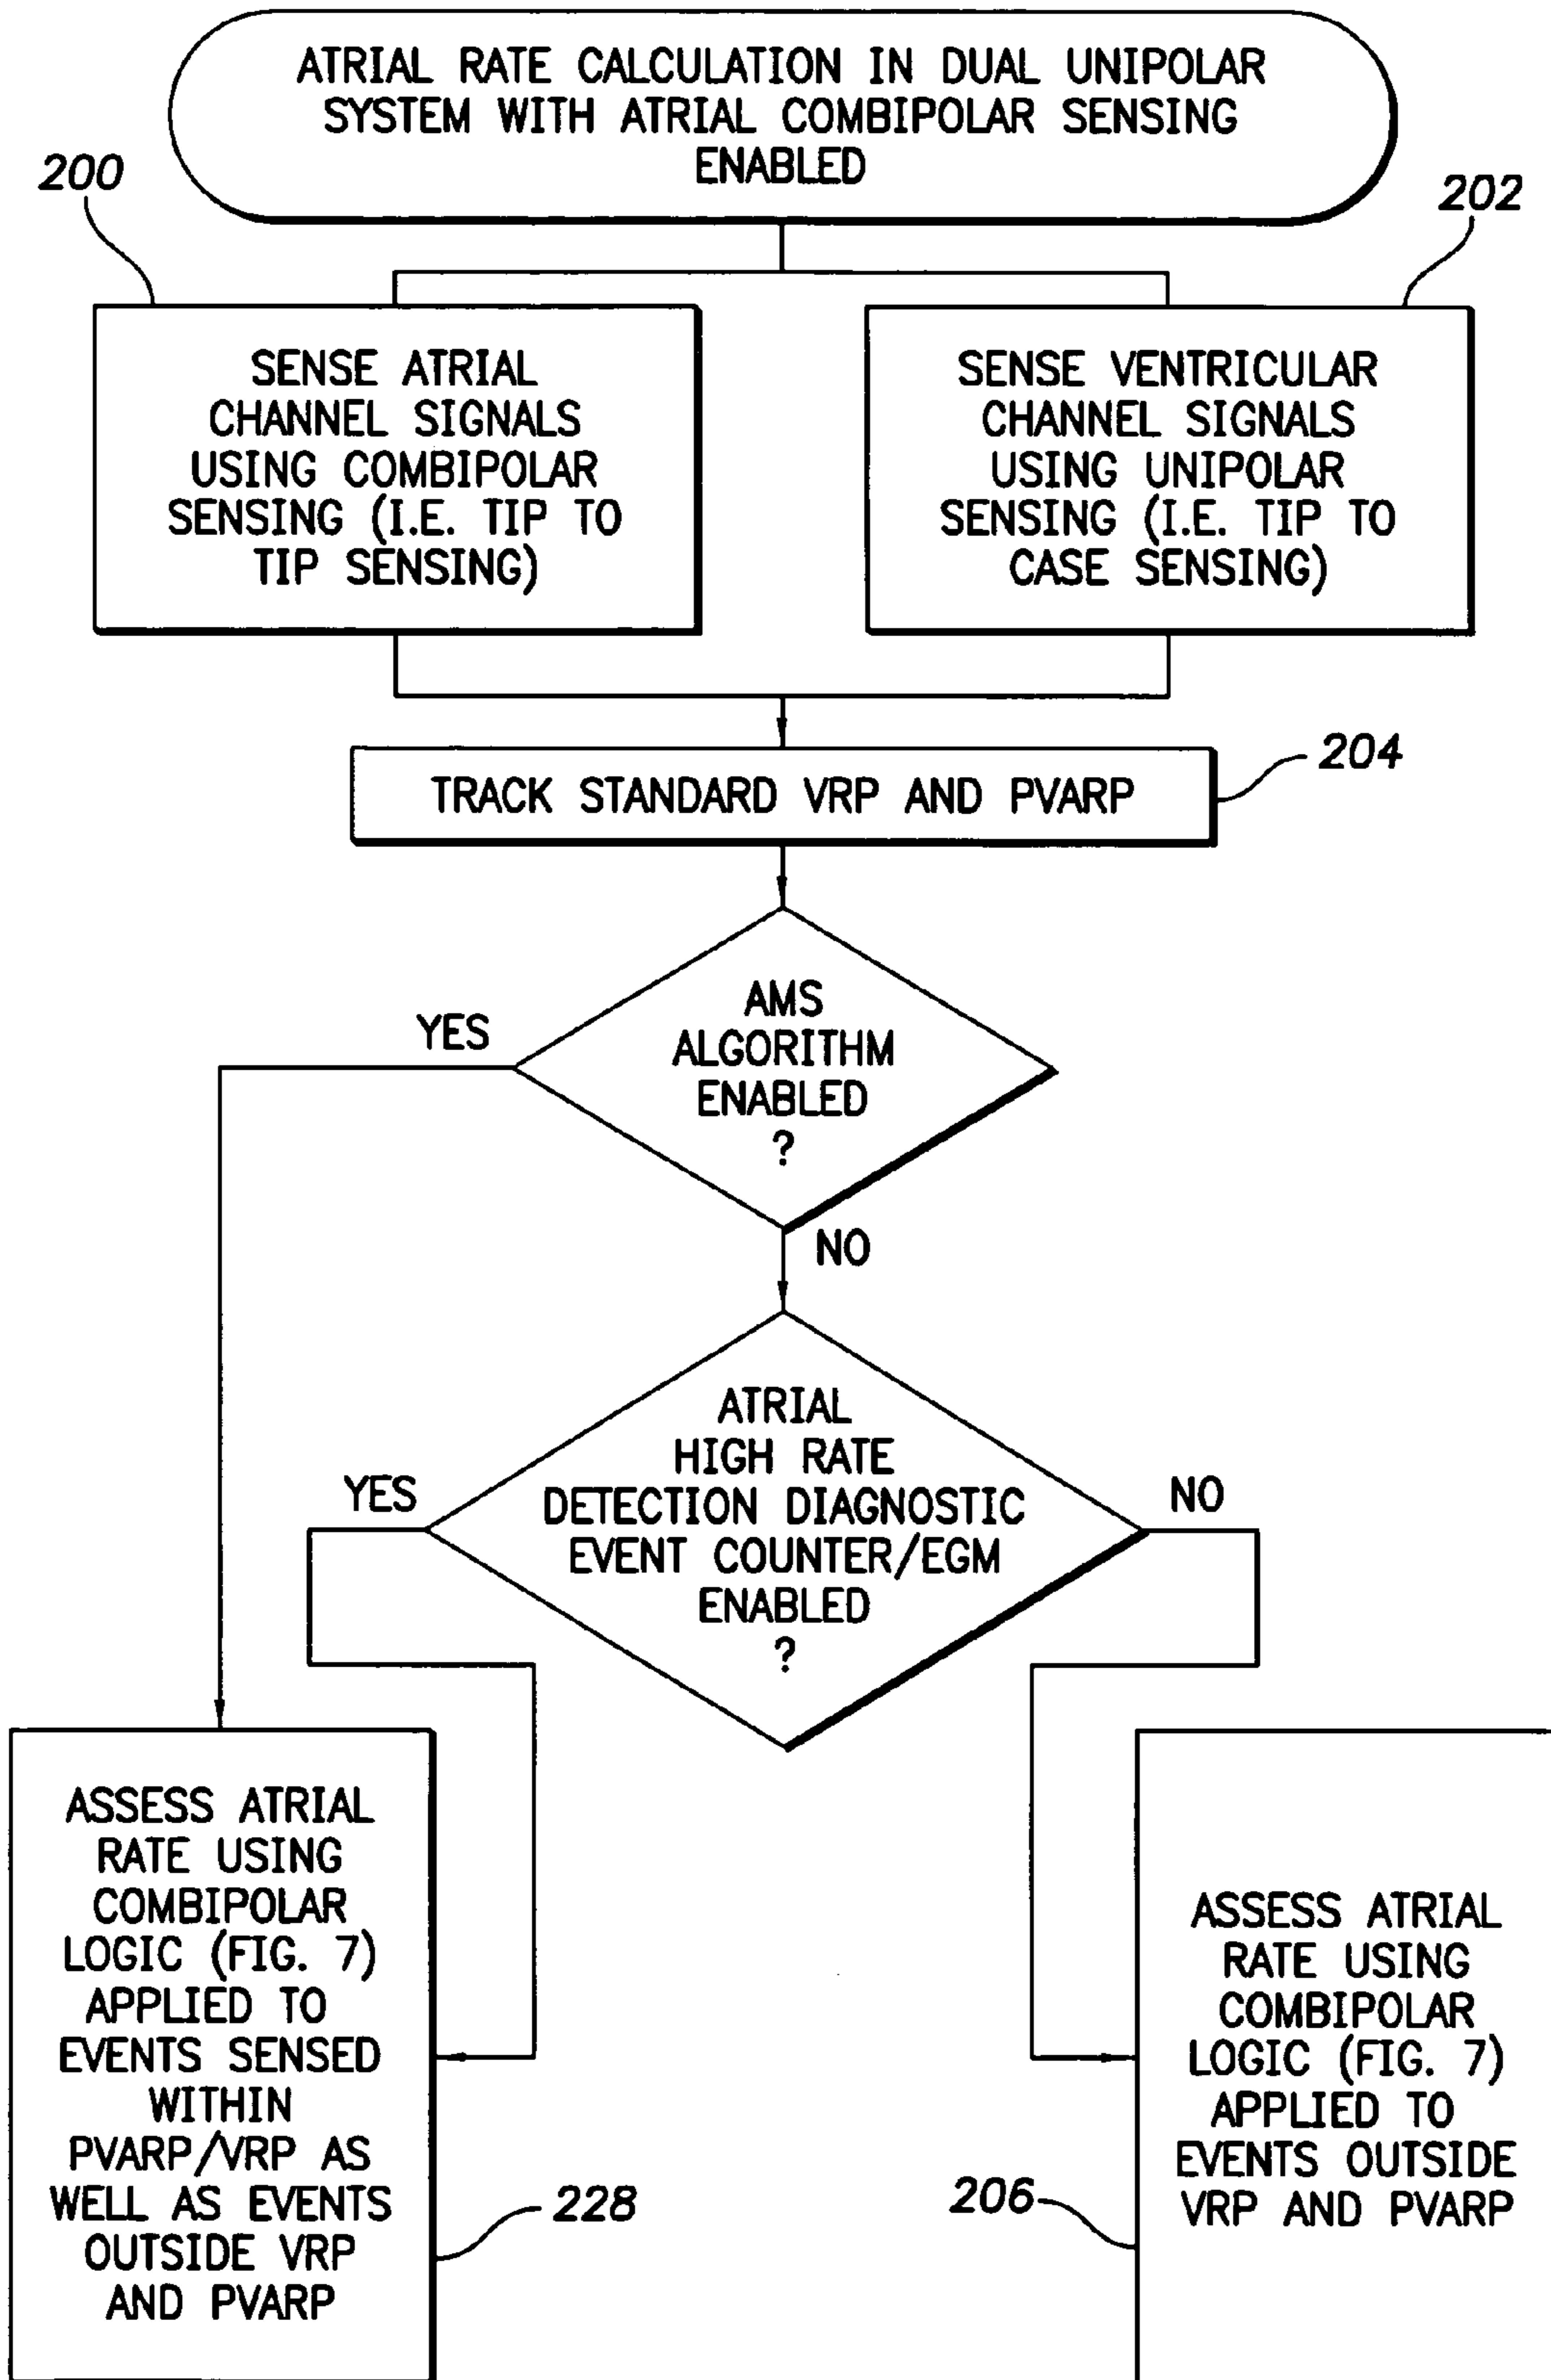 ATRIAL RATE CALCULATION IN DUAL UNIPOLAR
SYSTEM WITH ATRIAL COMBIPOLAR SENSING
ENABLED
200
202
SENSE ATRIAL
CHANNEL SIGNALS
USING COMBIPOLAR
SENSING (I.E. TIP TO
TIP SENSING)
SENSE VENTRICULAR
CHANNEL SIGNALS
USING UNIPOLAR
SENSING (I.E. TIP TO
CASE SENSING)
204
TRACK STANDARD VRP AND PVARP
AMS
ALGORITHM
ENABLED
?
YES
NO
ATRIAL
HIGH RATE
DETECTION DIAGNOSTIC
EVENT COUNTER/EGM
ENABLED
?
YES
NO
ASSESS ATRIAL
RATE USING
COMBIPOLAR
LOGIC (FIG. 7)
APPLIED TO
EVENTS SENSED
WITHIN
PVARP/VRP AS
WELL AS EVENTS
OUTSIDE VRP
AND PVARP
228
206
ASSESS ATRIAL
RATE USING
COMBIPOLAR
LOGIC (FIG. 7)
APPLIED TO
EVENTS OUTSIDE
VRP AND PVARP